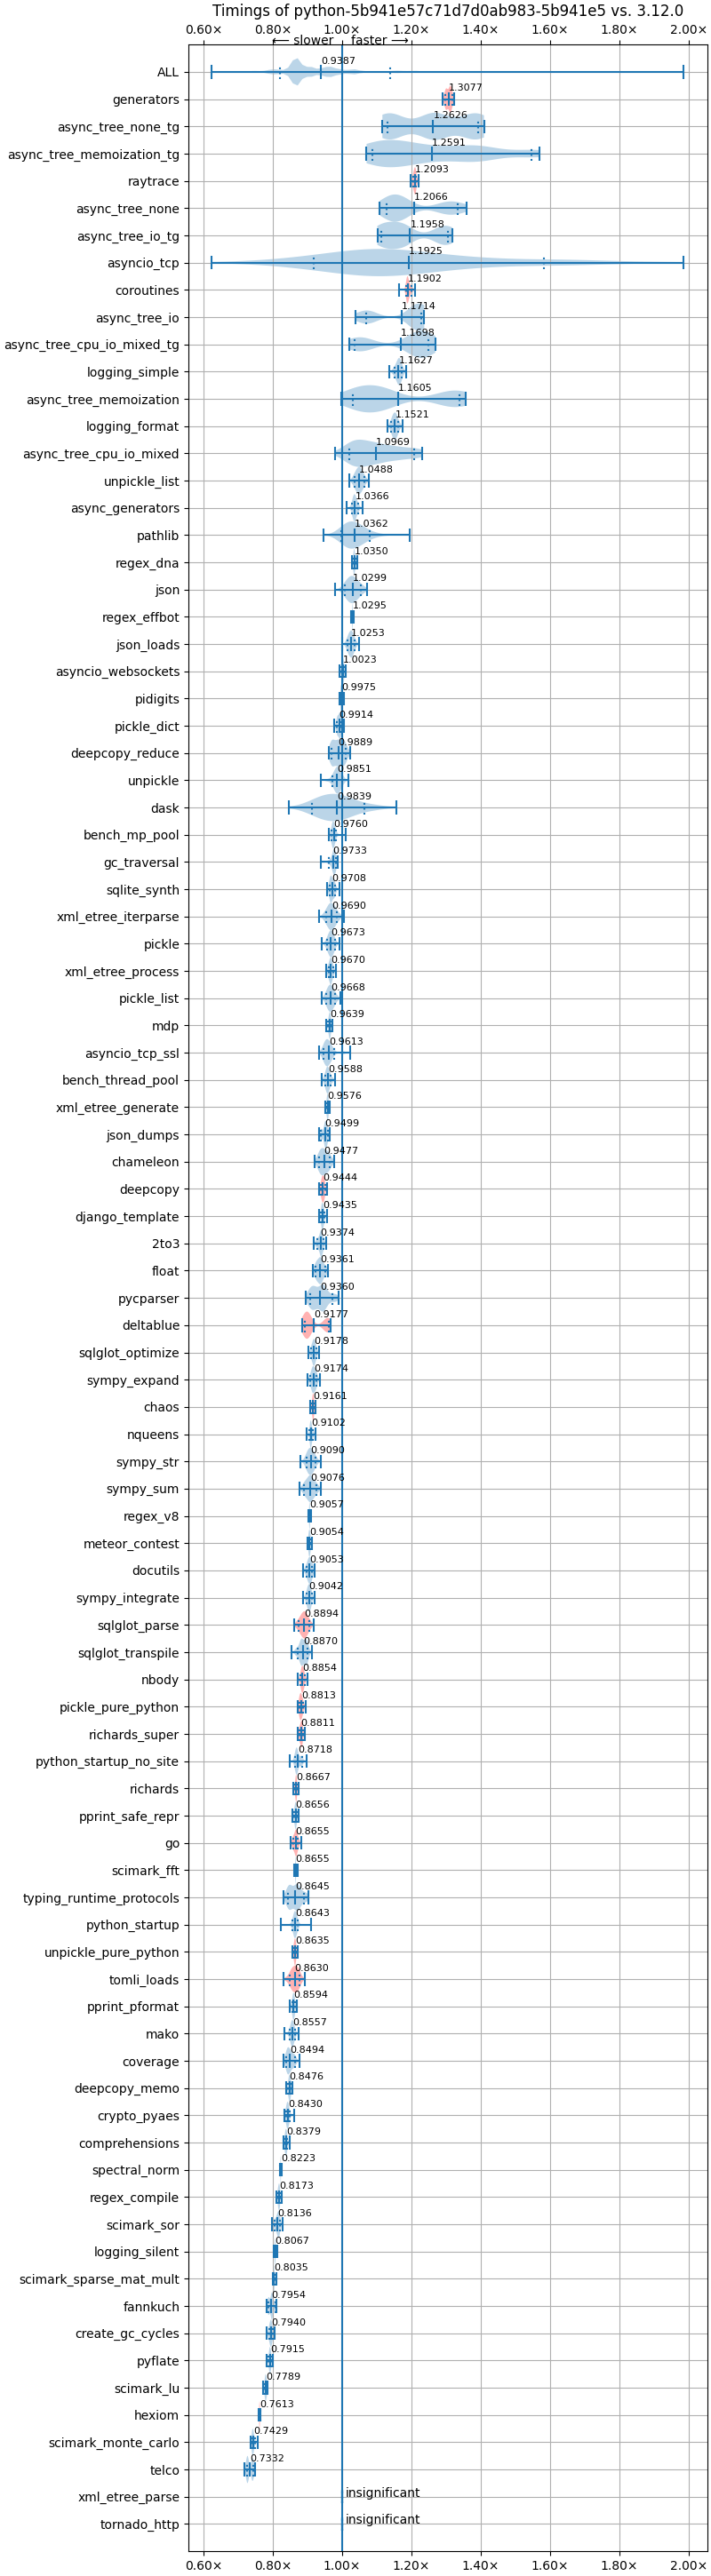 Timings of python-5b941e57c71d7d0ab983-5b941e5 vs. 3.12.0
⟵ slower faster ⟶
0.60× 0.80× 1.00× 1.20× 1.40× 1.60× 1.80× 2.00×
ALL 0.9387
generators 1.3077
async_tree_none_tg 1.2626
async_tree_memoization_tg 1.2591
raytrace 1.2093
async_tree_none 1.2066
async_tree_io_tg 1.1958
asyncio_tcp 1.1925
coroutines 1.1902
async_tree_io 1.1714
async_tree_cpu_io_mixed_tg 1.1698
logging_simple 1.1627
async_tree_memoization 1.1605
logging_format 1.1521
async_tree_cpu_io_mixed 1.0969
unpickle_list 1.0488
async_generators 1.0366
pathlib 1.0362
regex_dna 1.0350
json 1.0299
regex_effbot 1.0295
json_loads 1.0253
asyncio_websockets 1.0023
pidigits 0.9975
pickle_dict 0.9914
deepcopy_reduce 0.9889
unpickle 0.9851
dask 0.9839
bench_mp_pool 0.9760
gc_traversal 0.9733
sqlite_synth 0.9708
xml_etree_iterparse 0.9690
pickle 0.9673
xml_etree_process 0.9670
pickle_list 0.9668
mdp 0.9639
asyncio_tcp_ssl 0.9613
bench_thread_pool 0.9588
xml_etree_generate 0.9576
json_dumps 0.9499
chameleon 0.9477
deepcopy 0.9444
django_template 0.9435
2to3 0.9374
float 0.9361
pycparser 0.9360
deltablue 0.9177
sqlglot_optimize 0.9178
sympy_expand 0.9174
chaos 0.9161
nqueens 0.9102
sympy_str 0.9090
sympy_sum 0.9076
regex_v8 0.9057
meteor_contest 0.9054
docutils 0.9053
sympy_integrate 0.9042
sqlglot_parse 0.8894
sqlglot_transpile 0.8870
nbody 0.8854
pickle_pure_python 0.8813
richards_super 0.8811
python_startup_no_site 0.8718
richards 0.8667
pprint_safe_repr 0.8656
go 0.8655
scimark_fft 0.8655
typing_runtime_protocols 0.8645
python_startup 0.8643
unpickle_pure_python 0.8635
tomli_loads 0.8630
pprint_pformat 0.8594
mako 0.8557
coverage 0.8494
deepcopy_memo 0.8476
crypto_pyaes 0.8430
comprehensions 0.8379
spectral_norm 0.8223
regex_compile 0.8173
scimark_sor 0.8136
logging_silent 0.8067
scimark_sparse_mat_mult 0.8035
fannkuch 0.7954
create_gc_cycles 0.7940
pyflate 0.7915
scimark_lu 0.7789
hexiom 0.7613
scimark_monte_carlo 0.7429
telco 0.7332
xml_etree_parse insignificant
tornado_http insignificant
0.60× 0.80× 1.00× 1.20× 1.40× 1.60× 1.80× 2.00×